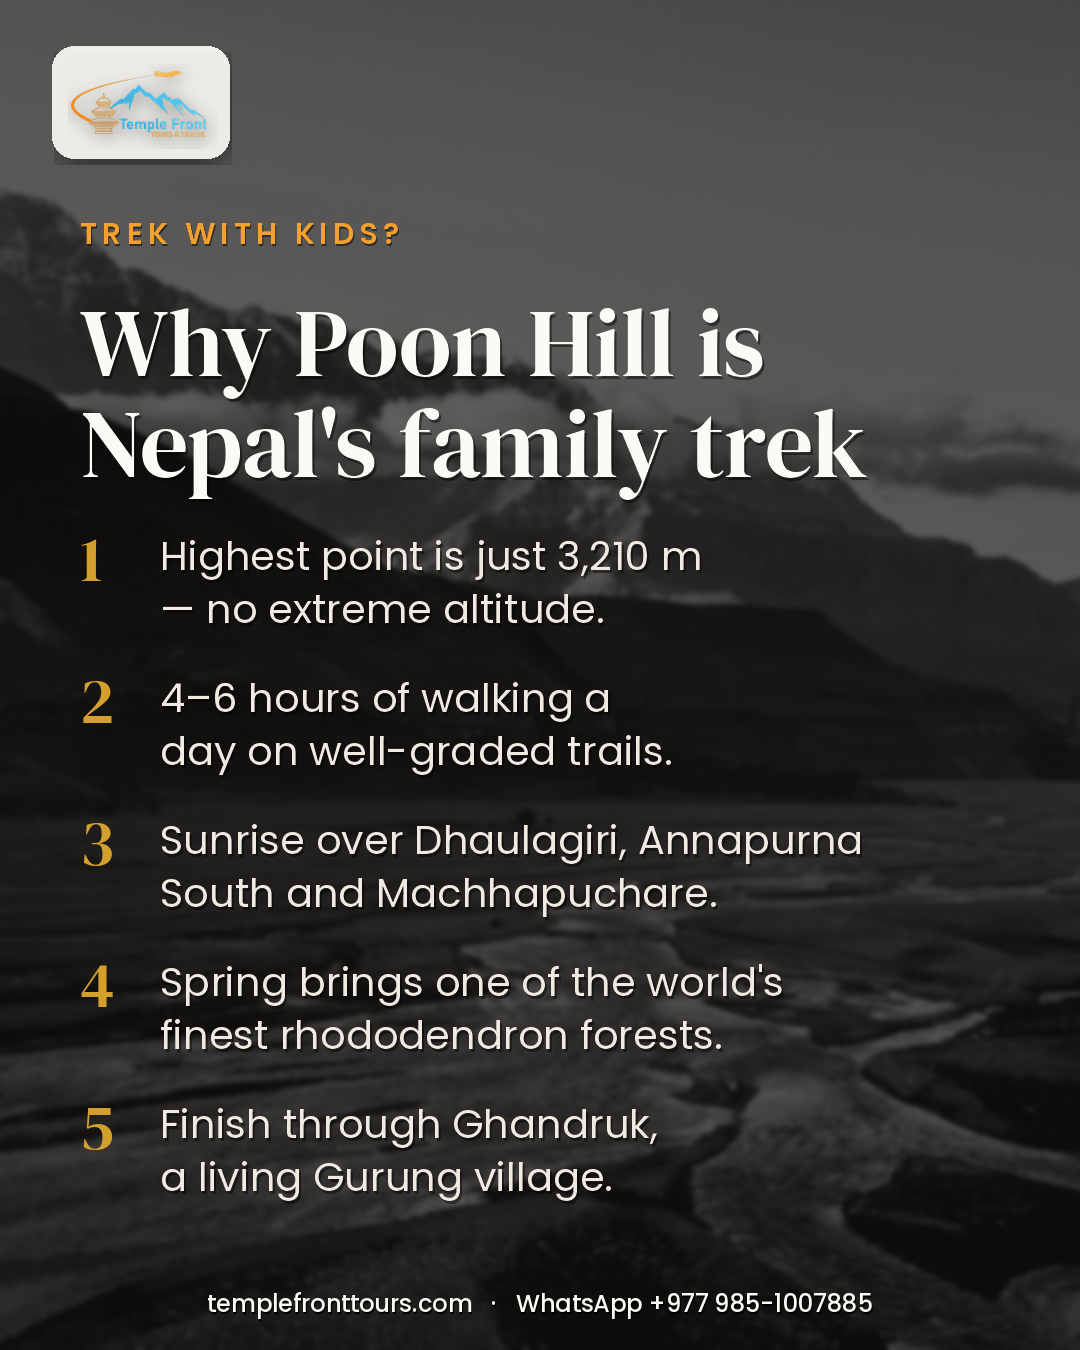 Temple Front
TOURS & TRAVEL
TREK WITH KIDS?
Why Poon Hill is
Nepal's family trek
1 Highest point is just 3,210 m
— no extreme altitude.
2 4–6 hours of walking a
day on well-graded trails.
3 Sunrise over Dhaulagiri, Annapurna
South and Machhapuchare.
4 Spring brings one of the world's
finest rhododendron forests.
5 Finish through Ghandruk,
a living Gurung village.
templefronttours.com · WhatsApp +977 985-1007885